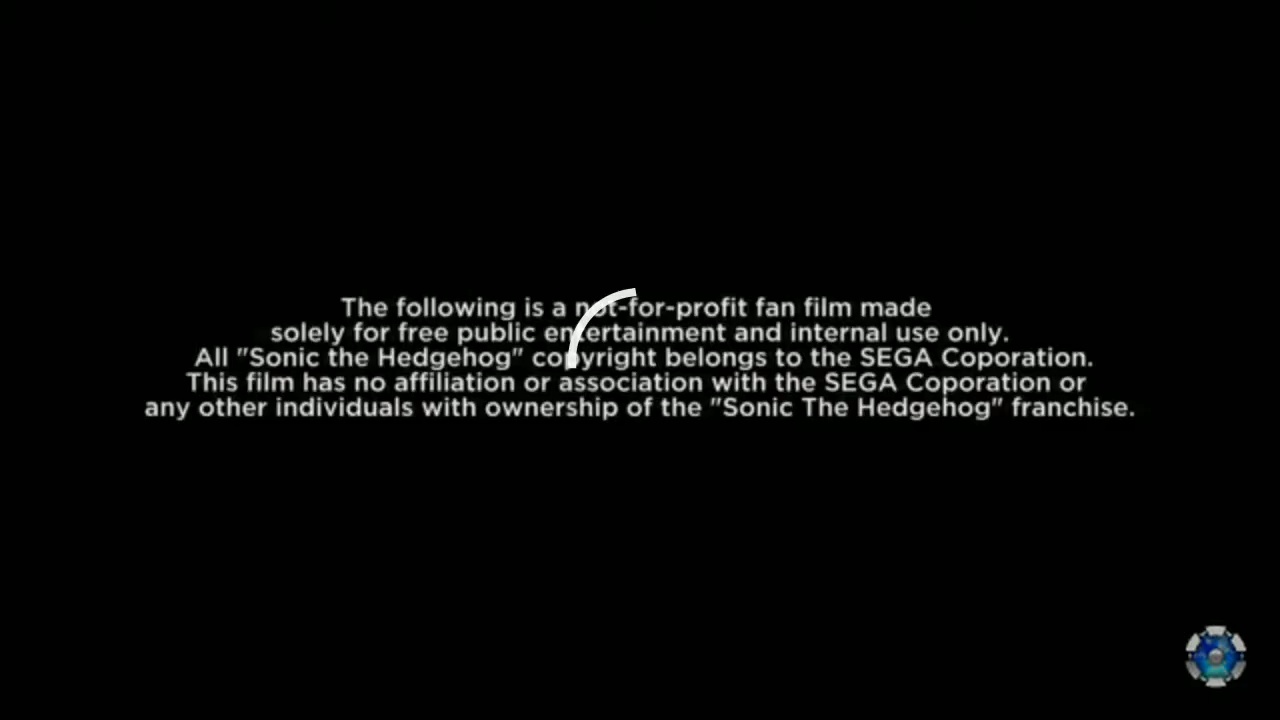 The following is a not-for-profit fan film made
solely for free public entertainment and internal use only.
All "Sonic the Hedgehog" copyright belongs to the SEGA Coporation.
This film has no affiliation or association with the SEGA Coporation or
any other individuals with ownership of the "Sonic The Hedgehog" franchise.